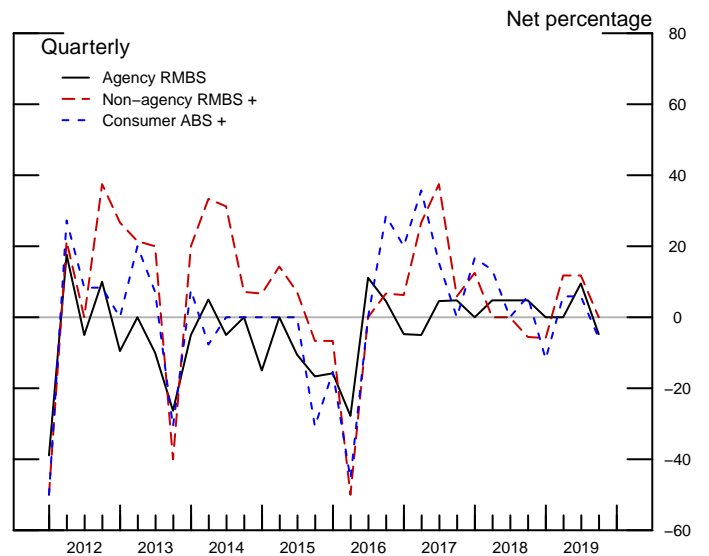 Net percentage
Quarterly
Agency RMBS
Non−agency RMBS +
Consumer ABS +
80
60
40
20
0
−20
−40
−60
2012 2013 2014 2015 2016 2017 2018 2019